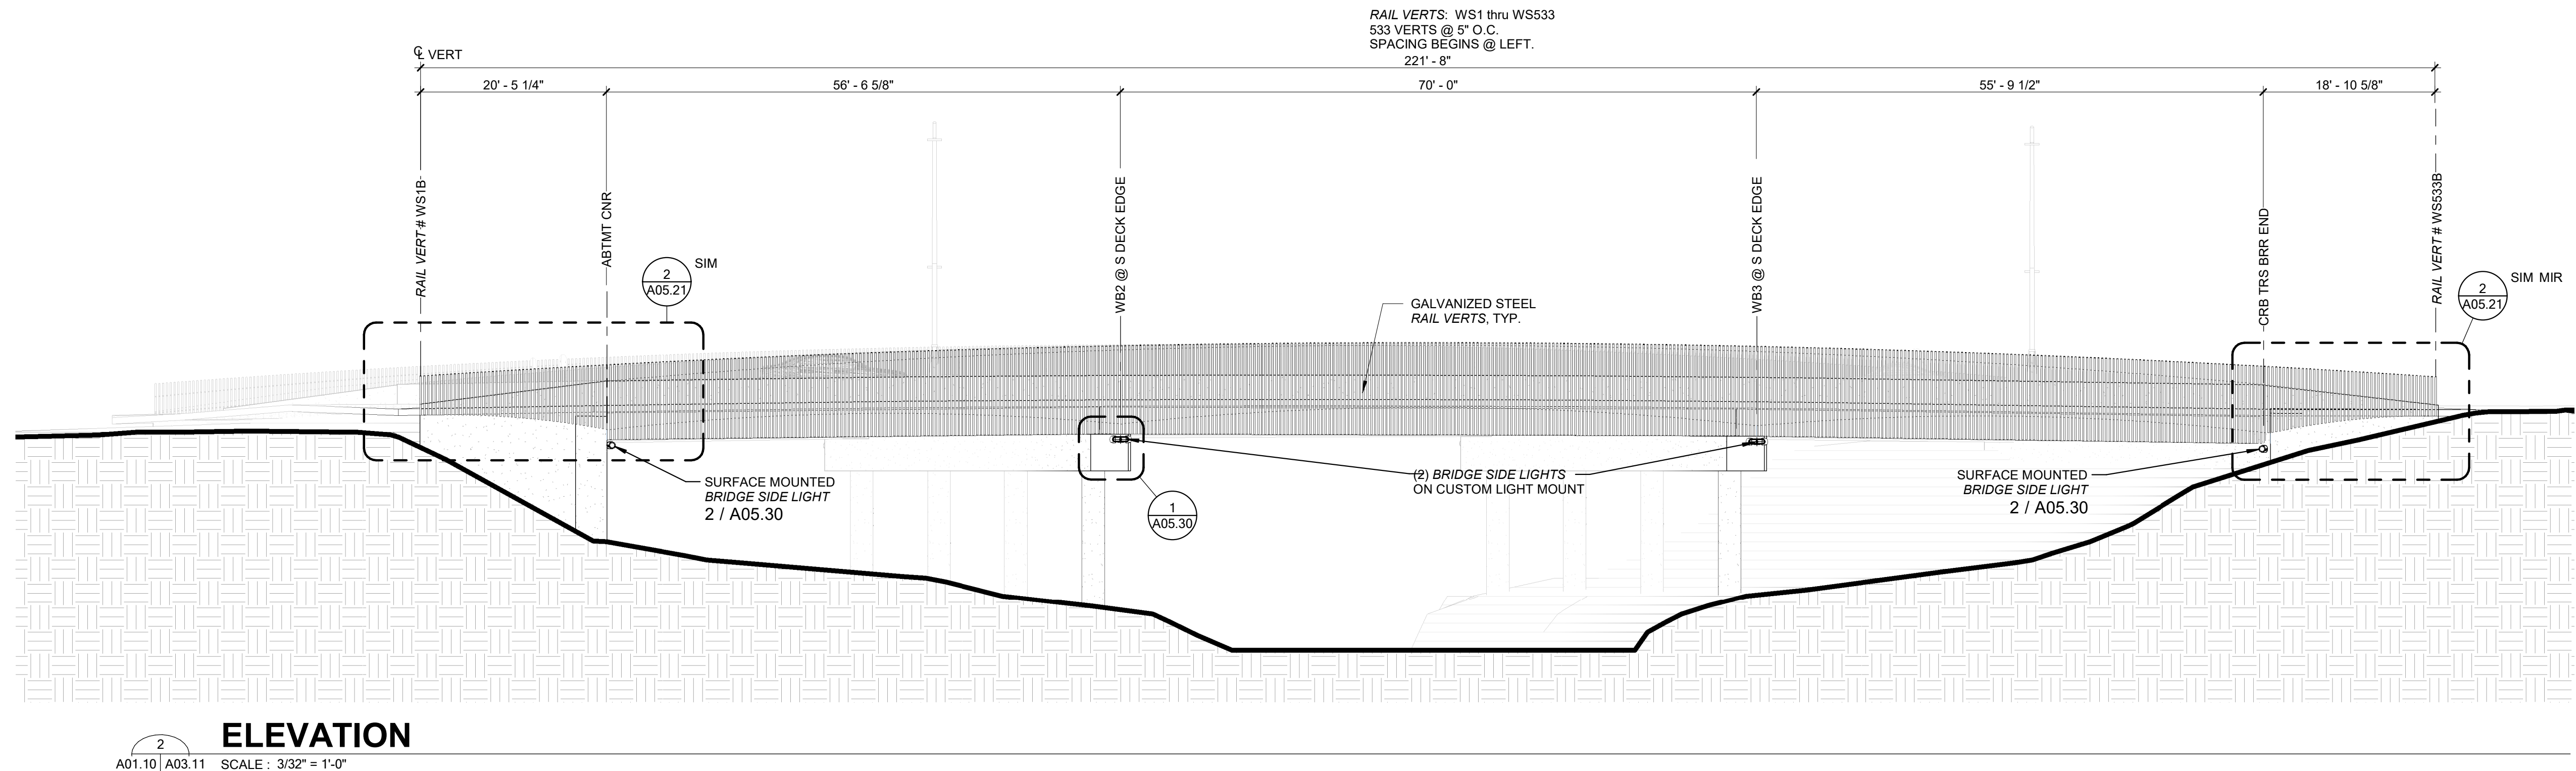 RAIL VERTS: WS1 thru WS533
533 VERTS @ 5" O.C.
SPACING BEGINS @ LEFT.
221' - 8"
℄ VERT
20' - 5 1/4"
56' - 6 5/8"
70' - 0"
55' - 9 1/2"
18' - 10 5/8"
RAIL VERT # WS1B
ABTMT CNR
WB2 @ S DECK EDGE
WB3 @ S DECK EDGE
CRB TRS BRR END
RAIL VERT # WS533B
2
A05.21
SIM
2
A05.21
SIM MIR
GALVANIZED STEEL
RAIL VERTS, TYP.
SURFACE MOUNTED
BRIDGE SIDE LIGHT
2 / A05.30
1
A05.30
(2) BRIDGE SIDE LIGHTS
ON CUSTOM LIGHT MOUNT
SURFACE MOUNTED
BRIDGE SIDE LIGHT
2 / A05.30
2
A01.10 A03.11
ELEVATION
SCALE : 3/32" = 1'-0"